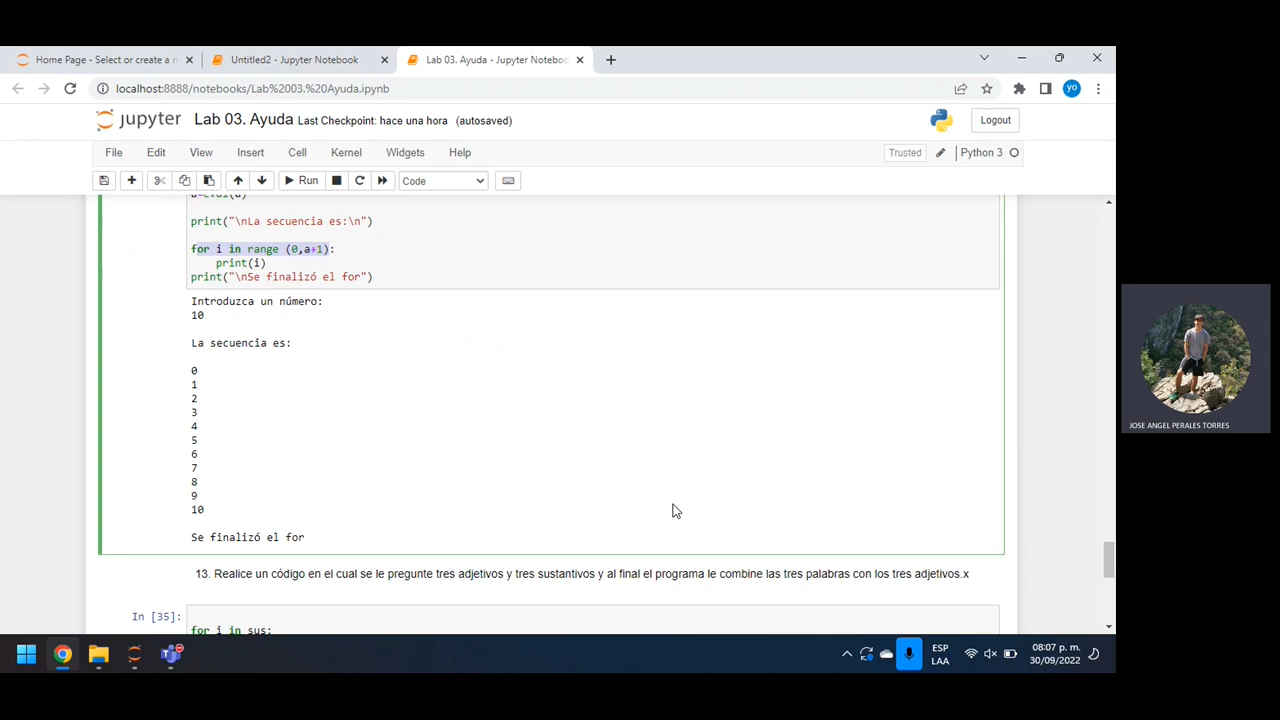 Home Page - Select or create a n
Untitled2 - Jupyter Notebook
Lab 03. Ayuda - Jupyter Noteboo
localhost:8888/notebooks/Lab%2003.%20Ayuda.ipynb
yo
jupyter Lab 03. Ayuda Last Checkpoint: hace una hora (autosaved)
Logout
File Edit View Insert Cell Kernel Widgets Help
Trusted
Python 3
Run
Code
print("\nLa secuencia es:\n")
for i in range (0,a+1):
print(i)
print("\nSe finalizó el for")
Introduzca un número:
10
La secuencia es:
0
1
2
3
4
5
6
7
8
9
10
Se finalizó el for
13. Realice un código en el cual se le pregunte tres adjetivos y tres sustantivos y al final el programa le combine las tres palabras con los tres adjetivos.x
In [35]:
for i in sus:
JOSE ANGEL PERALES TORRES
ESP
LAA
08:07 p. m.
30/09/2022